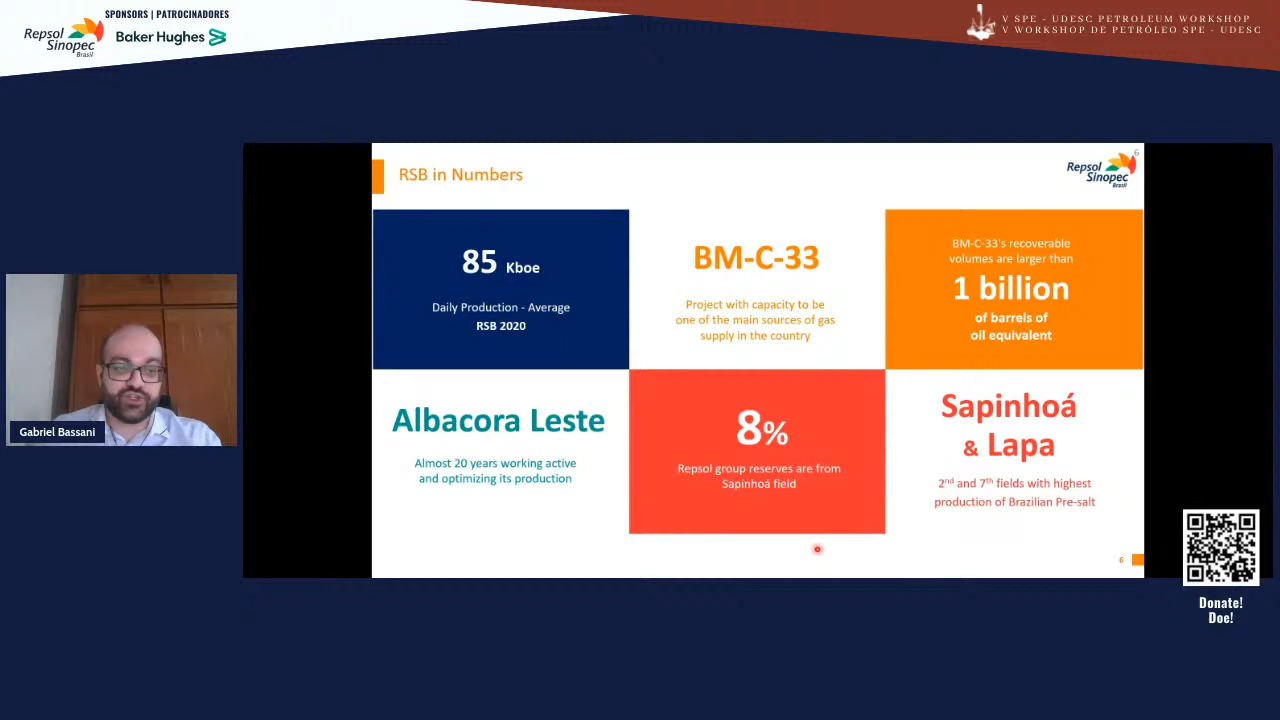 SPONSORS | PATROCINADORES
Repsol
Sinopec
Brasil
Baker Hughes
V SPE - UDESC PETROLEUM WORKSHOP
V WORKSHOP DE PETRÓLEO SPE - UDESC
RSB in Numbers
6
Repsol
Sinopec
Brasil
85 Kboe
Daily Production - Average
RSB 2020
BM-C-33
Project with capacity to be
one of the main sources of gas
supply in the country
BM-C-33's recoverable
volumes are larger than
1 billion
of barrels of
oil equivalent
Albacora Leste
Almost 20 years working active
and optimizing its production
8%
Repsol group reserves are from
Sapinhoá field
Sapinhoá
& Lapa
2nd and 7th fields with highest
production of Brazilian Pre-salt
6
Gabriel Bassani
Donate!
Doe!